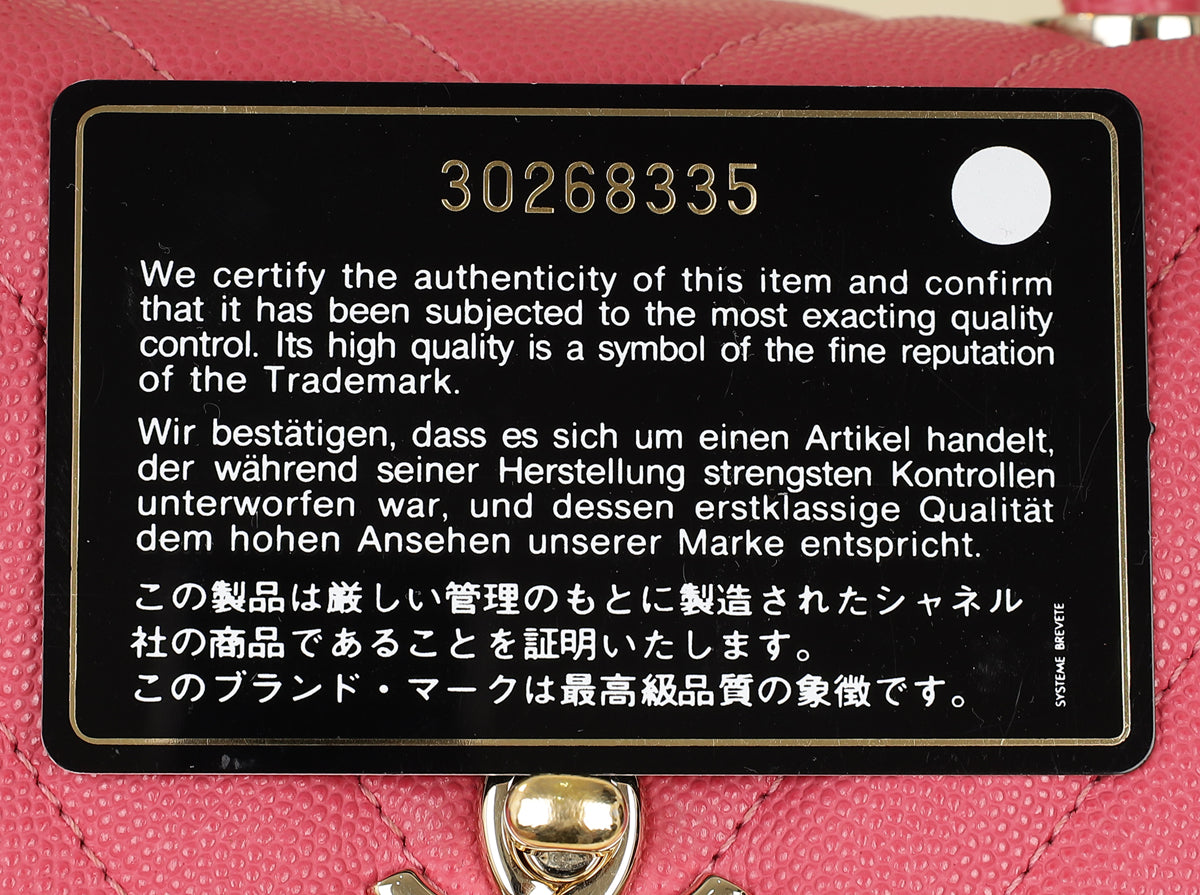 30268335
We certify the authenticity of this item and confirm
that it has been subjected to the most exacting quality
control. Its high quality is a symbol of the fine reputation
of the Trademark.
Wir bestätigen, dass es sich um einen Artikel handelt,
der während seiner Herstellung strengsten Kontrollen
unterworfen war, und dessen erstklassige Qualität
dem hohen Ansehen unserer Marke entspricht.
この製品は厳しい管理のもとに製造されたシャネル
社の商品であることを証明いたします。
このブランド・マークは最高級品質の象徴です。
SYSTEME BREVETE